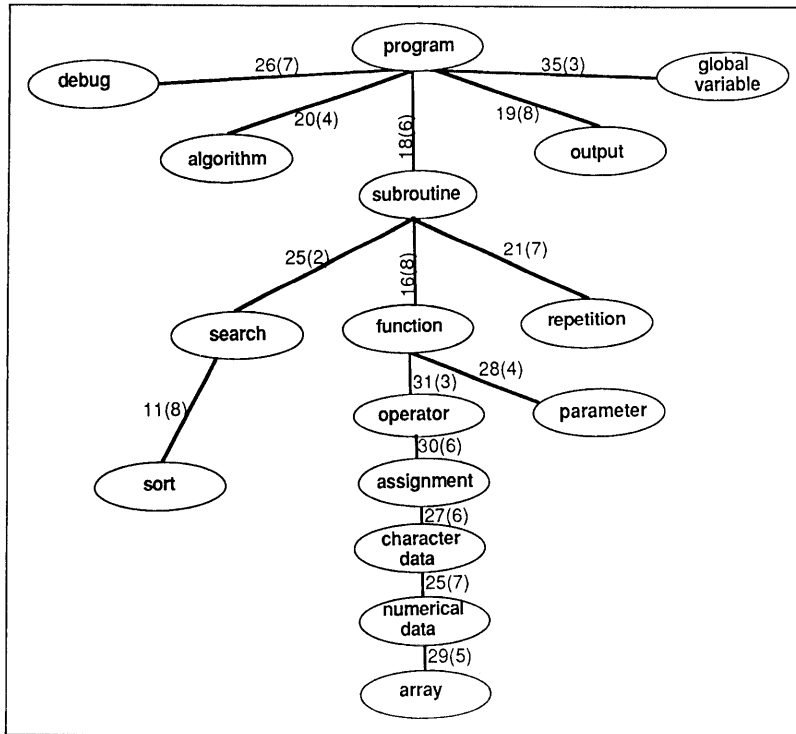 program
debug
26(7)
35(3)
global
variable
20(4)
18(6)
19(8)
algorithm
output
subroutine
25(2)
16(8)
21(7)
search
function
repetition
11(8)
31(3)
28(4)
operator
parameter
30(6)
sort
assignment
27(6)
character
data
25(7)
numerical
data
29(5)
array